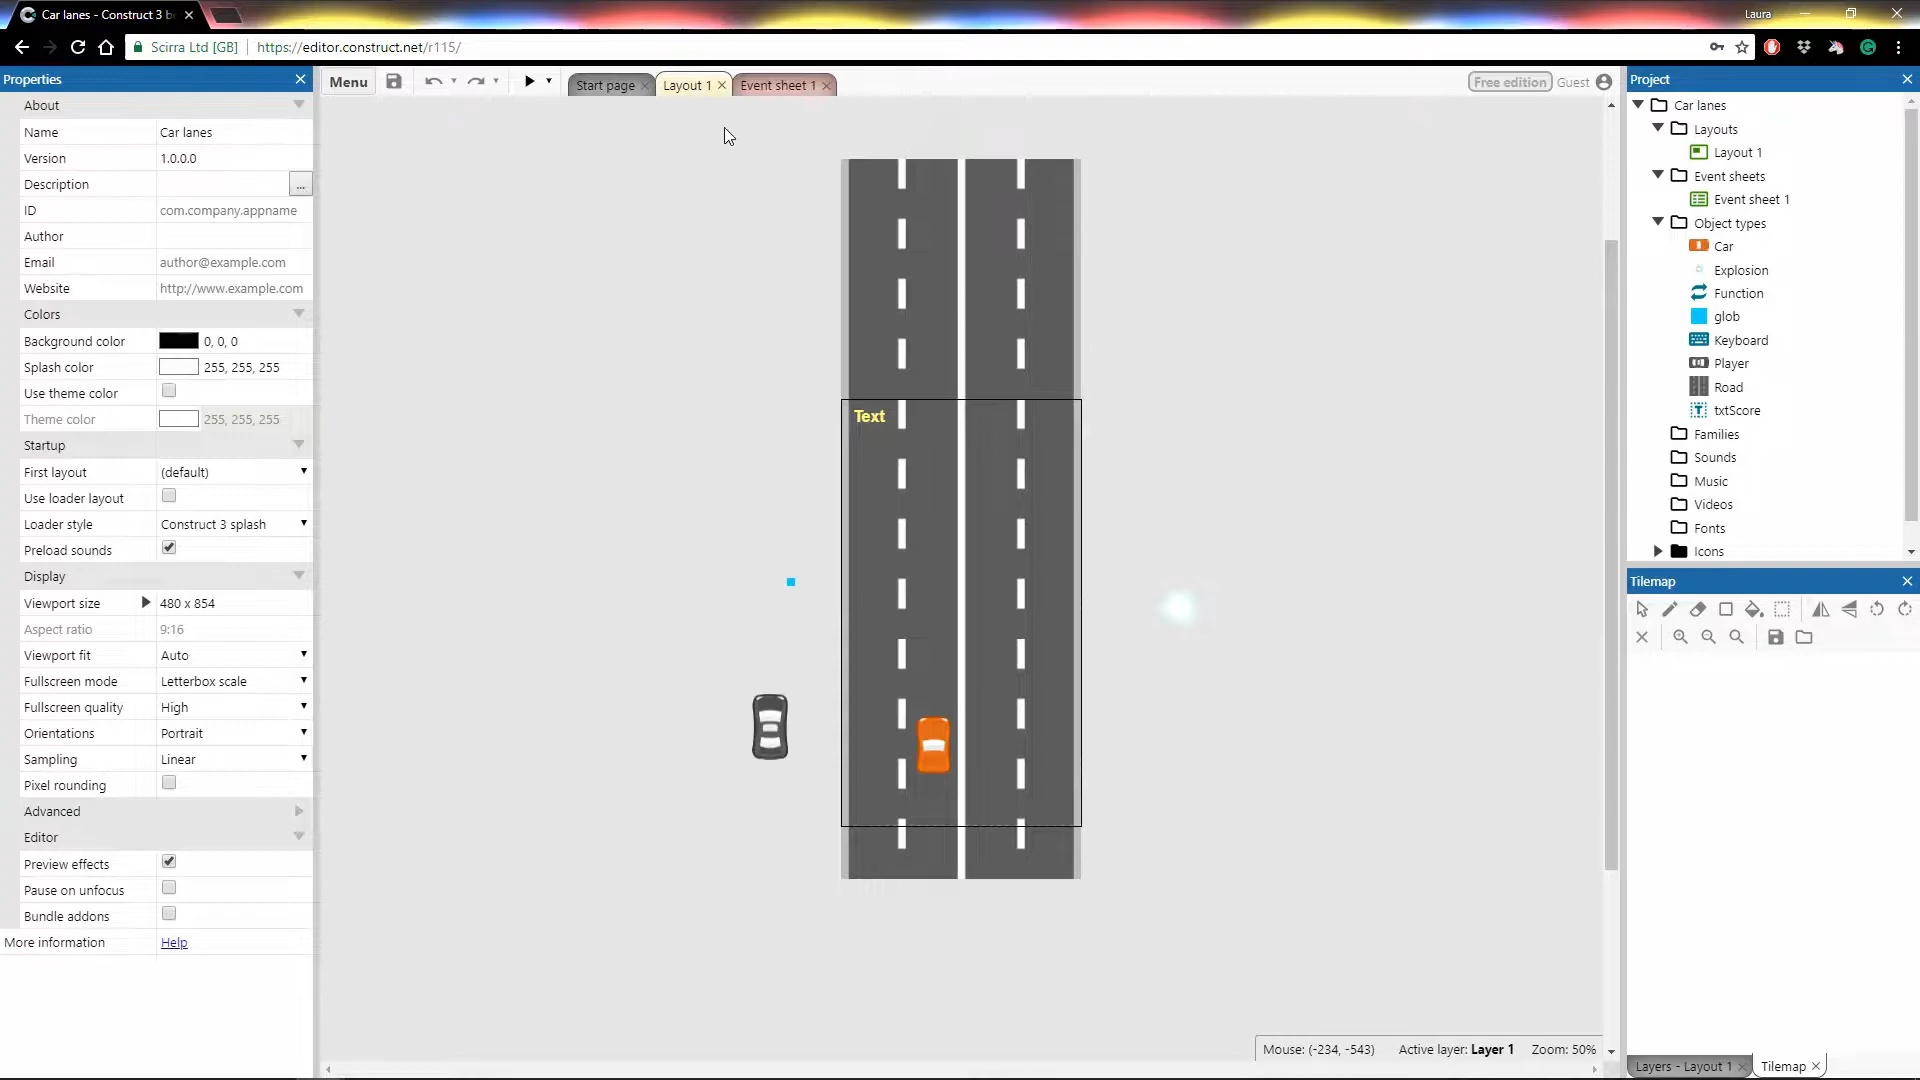 Car lanes - Construct 3 b
Laura
Scirra Ltd [GB]
https://editor.construct.net/r115/
Properties
Menu
Start page
Layout 1
Event sheet 1
Free edition
Guest
Project
About
Name Car lanes
Version 1.0.0.0
Description ...
ID com.company.appname
Author
Email author@example.com
Website http://www.example.com
Colors
Background color 0, 0, 0
Splash color 255, 255, 255
Use theme color
Theme color 255, 255, 255
Startup
First layout (default)
Use loader layout
Loader style Construct 3 splash
Preload sounds
Display
Viewport size 480 x 854
Aspect ratio 9:16
Viewport fit Auto
Fullscreen mode Letterbox scale
Fullscreen quality High
Orientations Portrait
Sampling Linear
Pixel rounding
Advanced
Editor
Preview effects
Pause on unfocus
Bundle addons
More information Help
Text
Mouse: (-234, -543) Active layer: Layer 1 Zoom: 50%
Car lanes
Layouts
Layout 1
Event sheets
Event sheet 1
Object types
Car
Explosion
Function
glob
Keyboard
Player
Road
txtScore
Families
Sounds
Music
Videos
Fonts
Icons
Tilemap
Layers - Layout 1
Tilemap